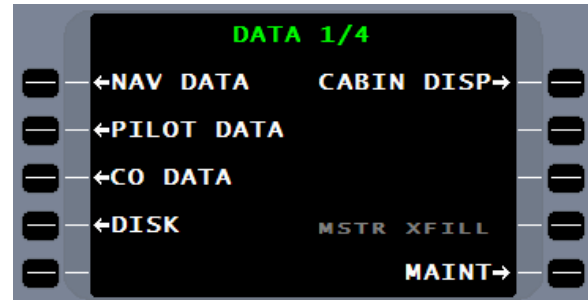 DATA 1/4
←NAV DATA CABIN DISP→
←PILOT DATA
←CO DATA
←DISK MSTR XFILL
MAINT→